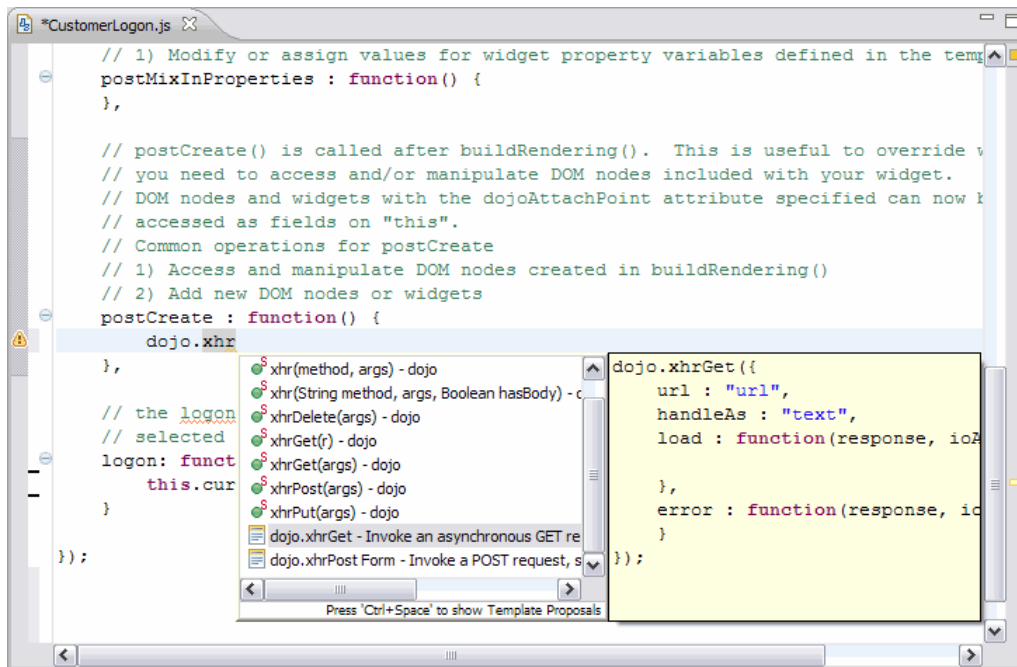 *CustomerLogon.js
// 1) Modify or assign values for widget property variables defined in the temp
postMixInProperties : function() {
},
// postCreate() is called after buildRendering(). This is useful to override
// you need to access and/or manipulate DOM nodes included with your widget.
// DOM nodes and widgets with the dojoAttachPoint attribute specified can now
// accessed as fields on "this".
// Common operations for postCreate
// 1) Access and manipulate DOM nodes created in buildRendering()
// 2) Add new DOM nodes or widgets
postCreate : function() {
dojo.xhr
},
// the logon
// selected
logon: funct
this.cur
}
});
xhr(method, args) - dojo
xhr(String method, args, Boolean hasBody) - d
xhrDelete(args) - dojo
xhrGet(r) - dojo
xhrGet(args) - dojo
xhrPost(args) - dojo
xhrPut(args) - dojo
dojo.xhrGet - Invoke an asynchronous GET re
dojo.xhrPost Form - Invoke a POST request, s
Press 'Ctrl+Space' to show Template Proposals
dojo.xhrGet({
url : "url",
handleAs : "text",
load : function(response, ioA
},
error : function(response, io
}
});